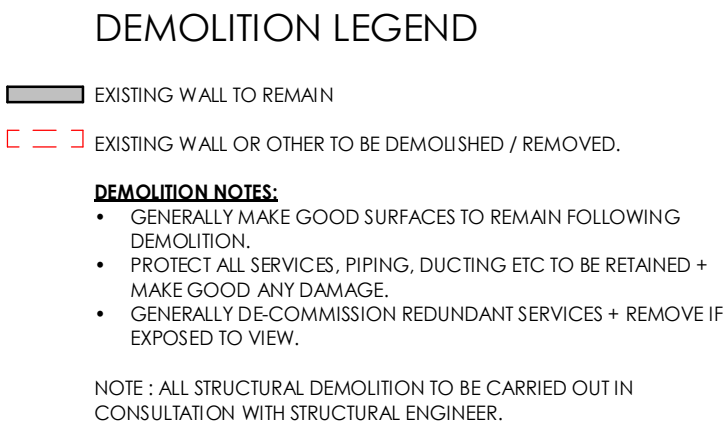 DEMOLITION LEGEND
EXISTING WALL TO REMAIN
EXISTING WALL OR OTHER TO BE DEMOLISHED / REMOVED.
DEMOLITION NOTES:
• GENERALLY MAKE GOOD SURFACES TO REMAIN FOLLOWING
DEMOLITION.
• PROTECT ALL SERVICES, PIPING, DUCTING ETC TO BE RETAINED +
MAKE GOOD ANY DAMAGE.
• GENERALLY DE-COMMISSION REDUNDANT SERVICES + REMOVE IF
EXPOSED TO VIEW.
NOTE : ALL STRUCTURAL DEMOLITION TO BE CARRIED OUT IN
CONSULTATION WITH STRUCTURAL ENGINEER.